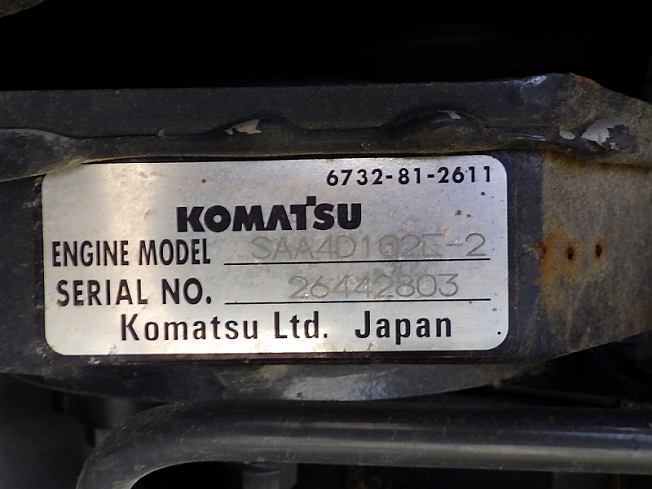 6732-81-2611
KOMATSU
ENGINE MODEL SAA4D102E-2
SERIAL NO. 26442803
Komatsu Ltd. Japan